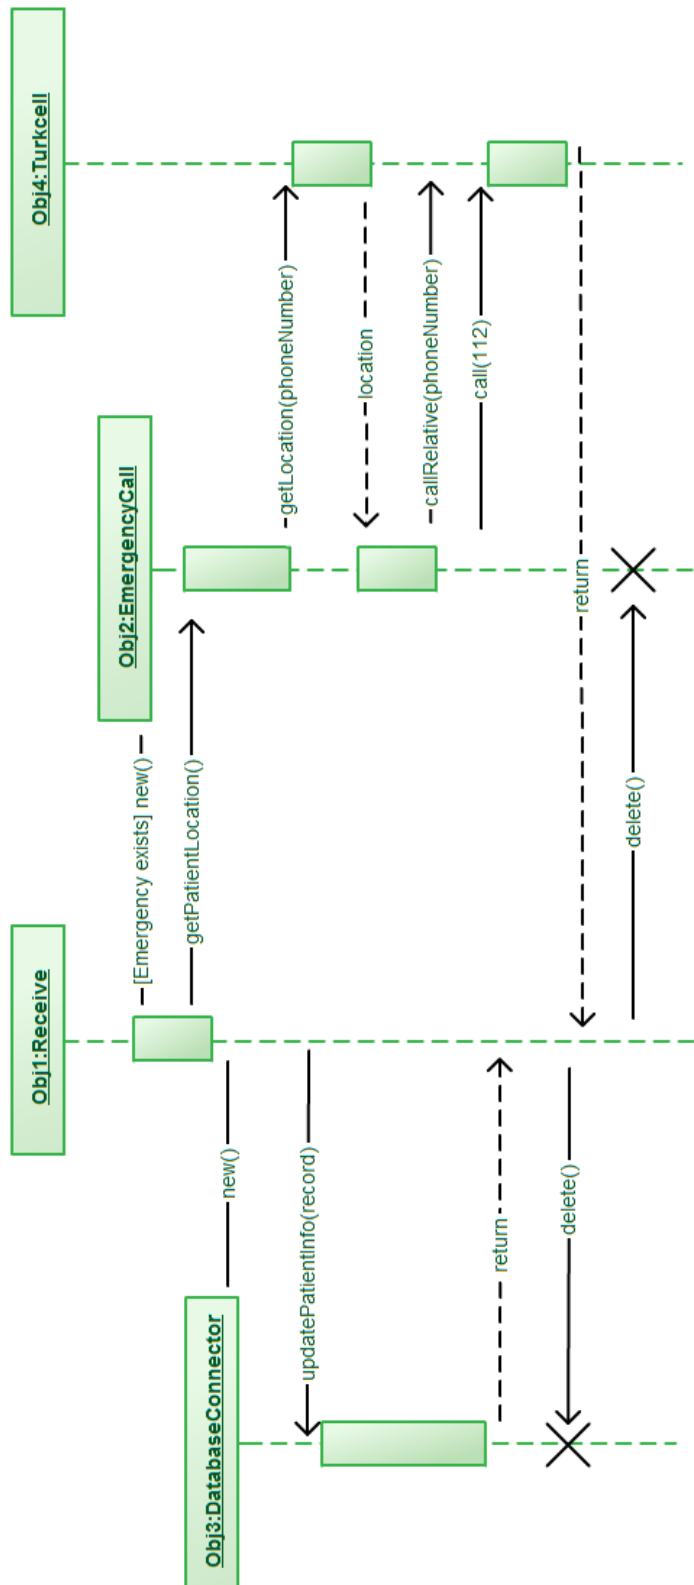 Obj3:DatabaseConnector
Obj1:Receive
Obj2:EmergencyCall
Obj4:Turkcell
[Emergency exists] new()
getPatientLocation()
new()
getLocation(phoneNumber)
updatePatientInfo(record)
location
callRelative(phoneNumber)
call(112)
return
delete()
return
delete()